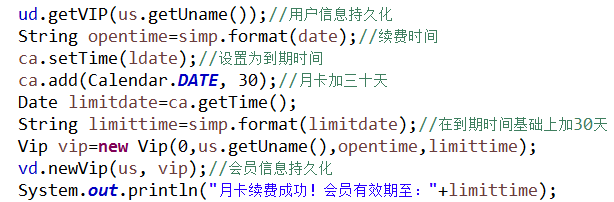 ud.getVIP(us.getUname());//用户信息持久化
String opentime=simp.format(date);//续费时间
ca.setTime(ldate);//设置为到期时间
ca.add(Calendar.DATE, 30);//月卡加三十天
Date limitdate=ca.getTime();
String limittime=simp.format(limitdate);//在到期时间基础上加30天
Vip vip=new Vip(0,us.getUname(),opentime,limittime);
vd.newVip(us, vip);//会员信息持久化
System.out.println("月卡续费成功！会员有效期至："+limittime);